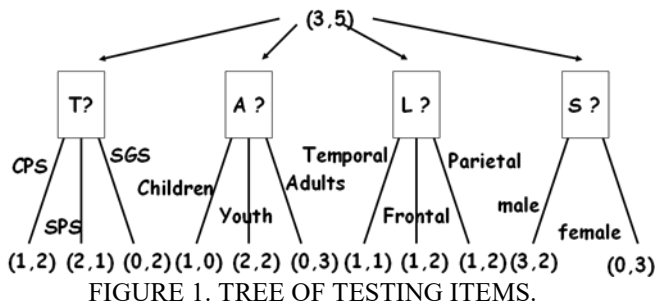 (3,5)
T? A ? L ? S ?
CPS SPS SGS Children Youth Adults Temporal Frontal Parietal male female
(1,2) (2,1) (0,2) (1,0) (2,2) (0,3) (1,1) (1,2) (1,2) (3,2) (0,3)
FIGURE 1. TREE OF TESTING ITEMS.